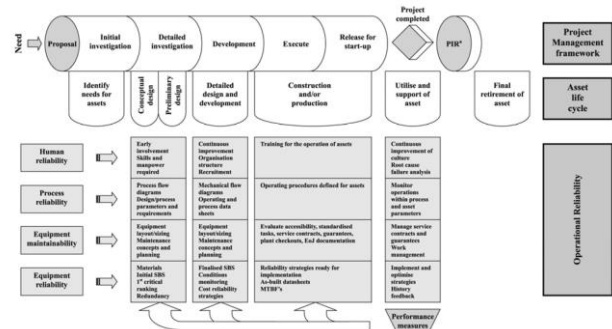 Need
Proposal
Initial
investigation
Detailed
investigation
Development
Execute
Release for
start-up
Project
completed
PIR*
Project
Management
framework
Identify
needs for
assets
Conceptual
design
Preliminary
design
Detailed
design and
development
Construction
and/or
production
Utilise and
support of
asset
Final
retirement of
asset
Asset
life
cycle
Human
reliability
Early
involvement
Skills and
manpower
required
Continuous
improvement
Organisation
structure
Recruitment
Training for the operation of assets
Continuous
improvement of
culture
Root cause
failure analysis
Process
reliability
Process flow
diagrams
Design/process
parameters and
requirements
Mechanical flow
diagrams
Operating and
process data
sheets
Operating procedures defined for assets
Monitor
operations
within process
and asset
parameters
Equipment
maintainability
Equipment
layout/sizing
Maintenance
concepts and
planning
Equipment
layout/sizing
Maintenance
concepts and
planning
Evaluate accessibility, standardised
tasks, service contracts, guarantees,
plant checkouts, EoJ documentation
Manage service
contracts and
guarantees
Work
management
Equipment
reliability
Materials
Initial SBS
1st critical
ranking
Redundancy
Finalised SBS
Conditions
monitoring
Cost reliability
strategies
Reliability strategies ready for
implementation
As-built datasheets
MTBF's
Implement and
optimise
strategies
History
feedback
Operational Reliability
Performance
measures